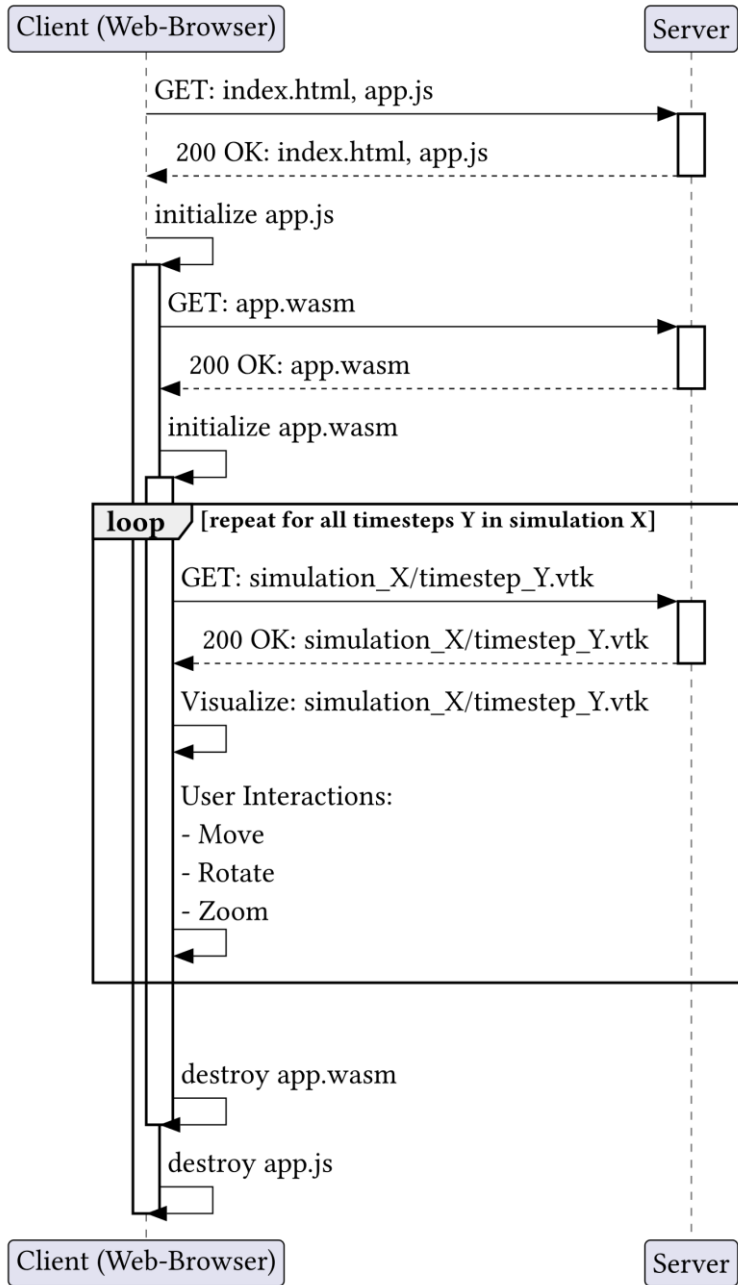 Client (Web-Browser)
Server
GET: index.html, app.js
200 OK: index.html, app.js
initialize app.js
GET: app.wasm
200 OK: app.wasm
initialize app.wasm
loop
[repeat for all timesteps Y in simulation X]
GET: simulation_X/timestep_Y.vtk
200 OK: simulation_X/timestep_Y.vtk
Visualize: simulation_X/timestep_Y.vtk
User Interactions:
- Move
- Rotate
- Zoom
destroy app.wasm
destroy app.js
Client (Web-Browser)
Server